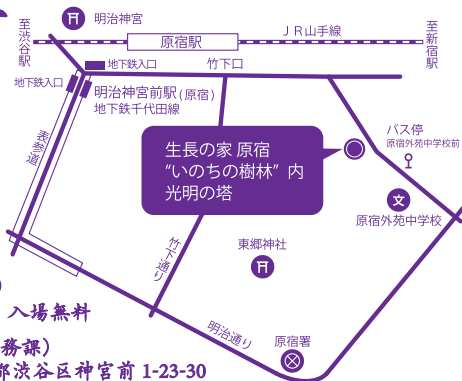 明治神宮
至渋谷駅
原宿駅
JR山手線
至新宿駅
地下鉄入口
竹下口
地下鉄入口
明治神宮前駅(原宿)
地下鉄千代田線
表参道
生長の家 原宿
“いのちの樹林” 内
光明の塔
バス停
原宿外苑中学校前
文
原宿外苑中学校
竹下通り
東郷神社
明治通り
原宿署
)
入場無料
務課)
渋谷区神宮前 1-23-30